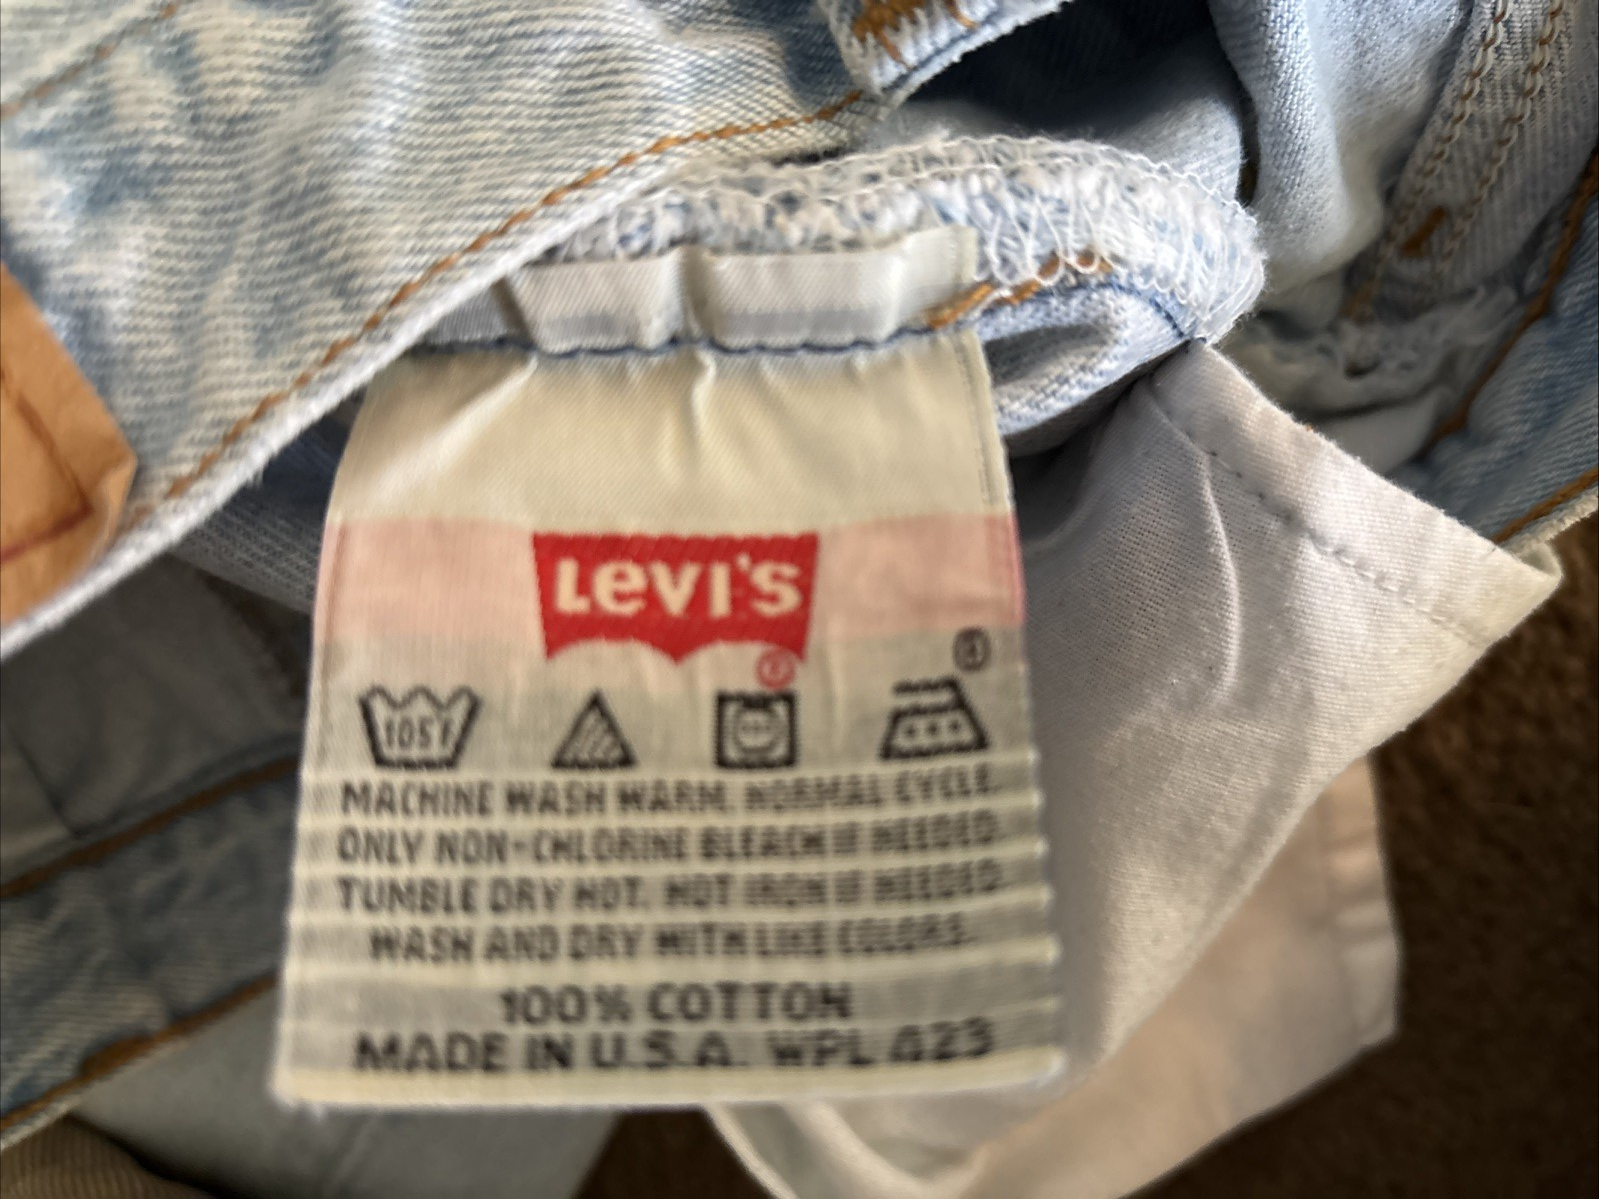 LEVI'S
®
105F
MACHINE WASH WARM, NORMAL CYCLE.
ONLY NON-CHLORINE BLEACH IF NEEDED.
TUMBLE DRY HOT. HOT IRON IF NEEDED.
WASH AND DRY WITH LIKE COLORS.
100% COTTON
MADE IN U.S.A. WPL 423